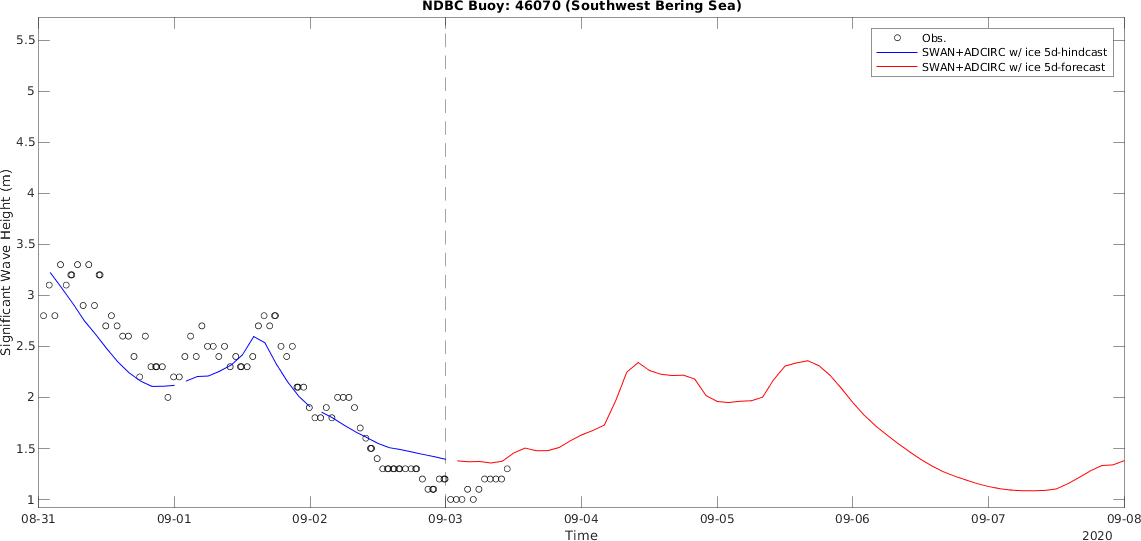 NDBC Buoy: 46070 (Southwest Bering Sea)
Obs.
SWAN+ADCIRC w/ ice 5d-hindcast
SWAN+ADCIRC w/ ice 5d-forecast
Significant Wave Height (m)
5.5
5
4.5
4
3.5
3
2.5
2
1.5
1
08-31 09-01 09-02 09-03 09-04 09-05 09-06 09-07 09-08
Time
2020